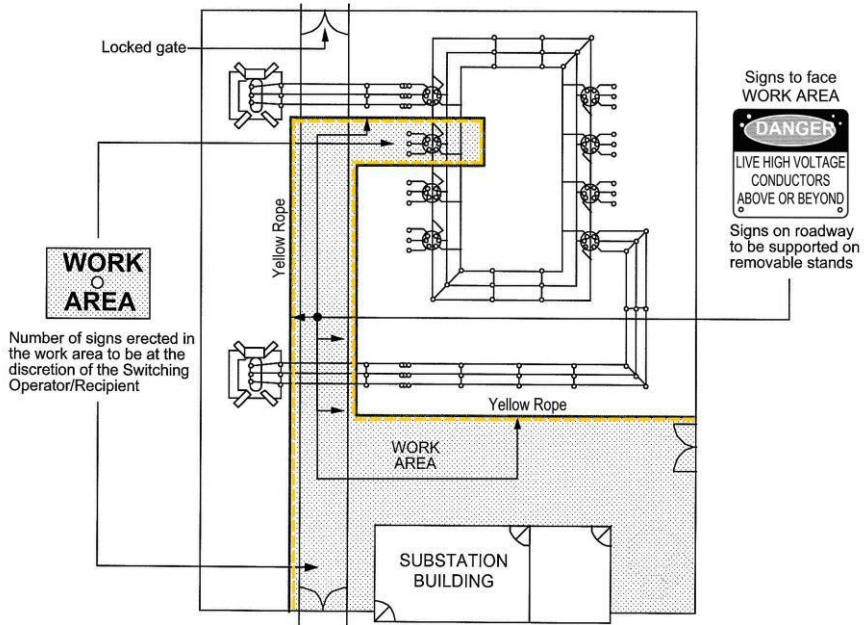 Locked gate
Signs to face
WORK AREA
DANGER
LIVE HIGH VOLTAGE
CONDUCTORS
ABOVE OR BEYOND
Signs on roadway
to be supported on
removable stands
Yellow Rope
WORK
AREA
Number of signs erected in
the work area to be at the
discretion of the Switching
Operator/Recipient
Yellow Rope
WORK
AREA
SUBSTATION
BUILDING